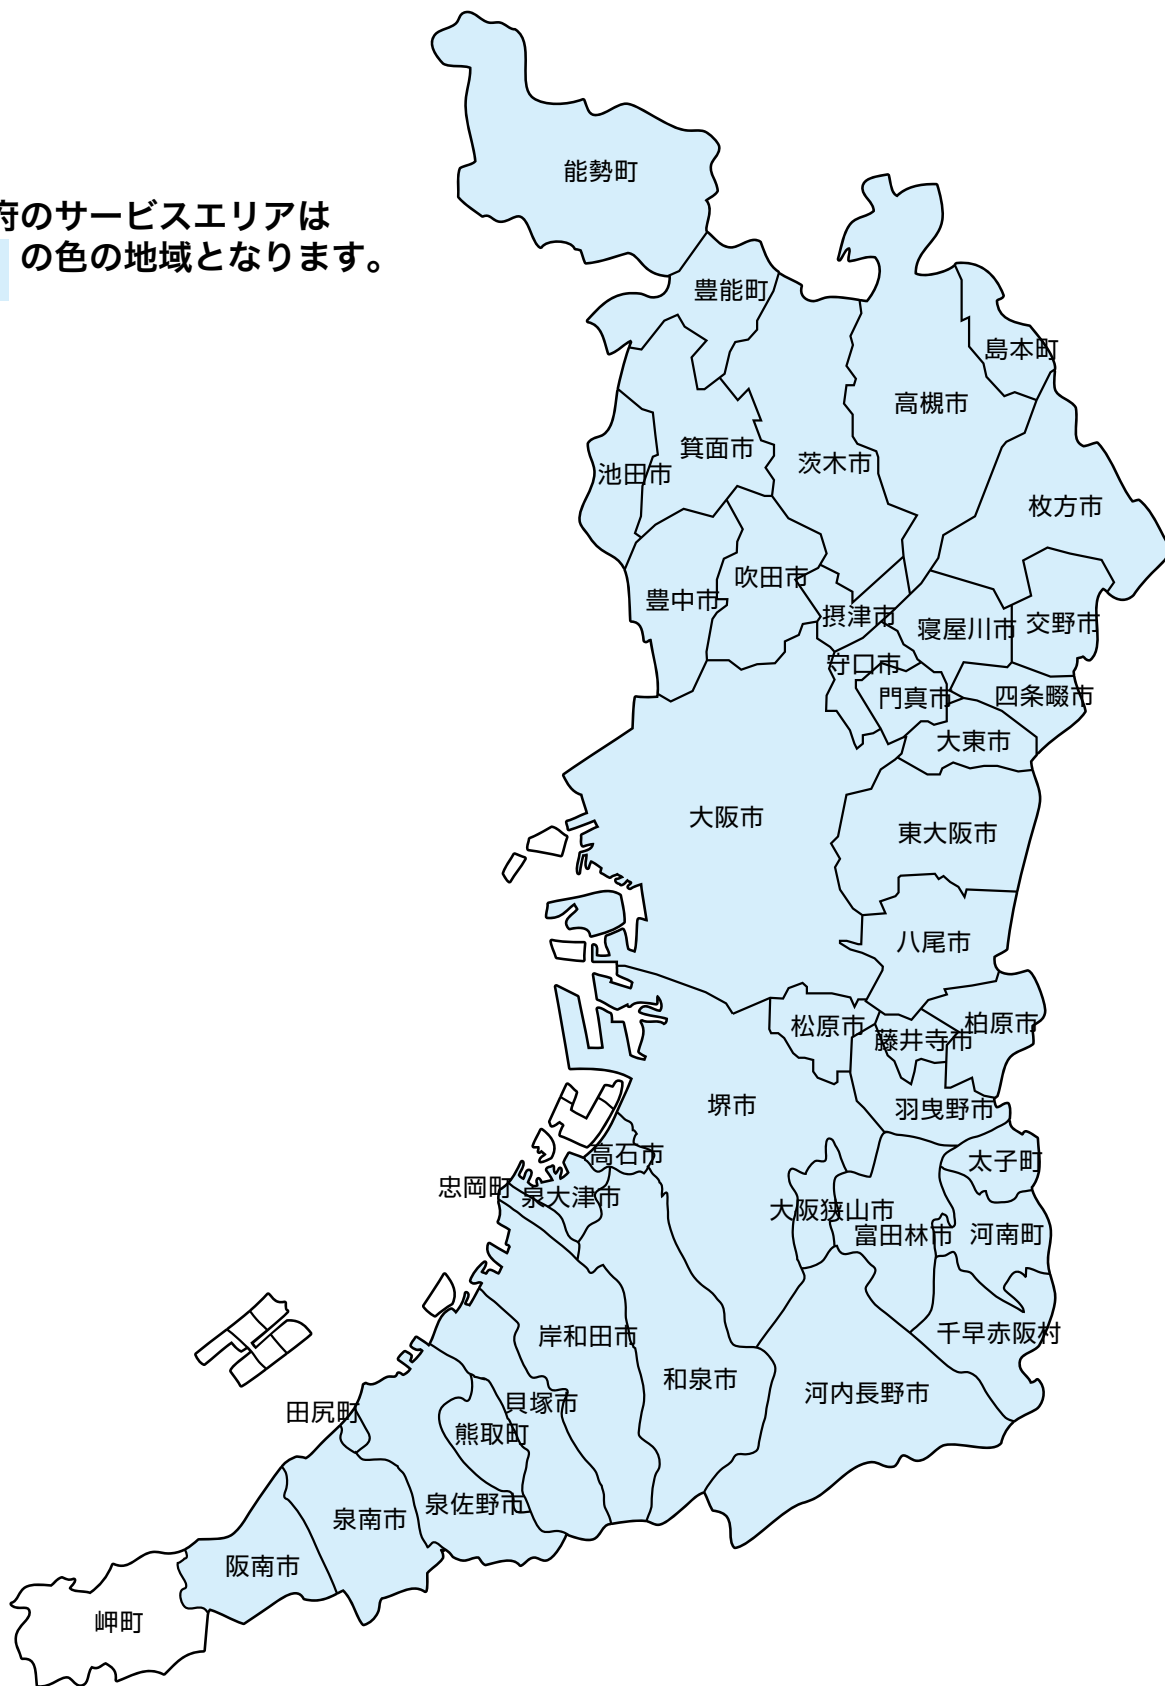 能勢町
府のサービスエリアは
の色の地域となります。
豊能町
島本町
高槻市
箕面市
茨木市
池田市
枚方市
吹田市
豊中市
摂津市
寝屋川市
交野市
守口市
門真市
四条畷市
大東市
大阪市
東大阪市
八尾市
松原市
藤井寺市
柏原市
堺市
羽曳野市
高石市
太子町
忠岡町
泉大津市
大阪狭山市
富田林市
河南町
岸和田市
千早赤阪村
和泉市
河内長野市
貝塚市
田尻町
熊取町
泉佐野市
泉南市
阪南市
岬町